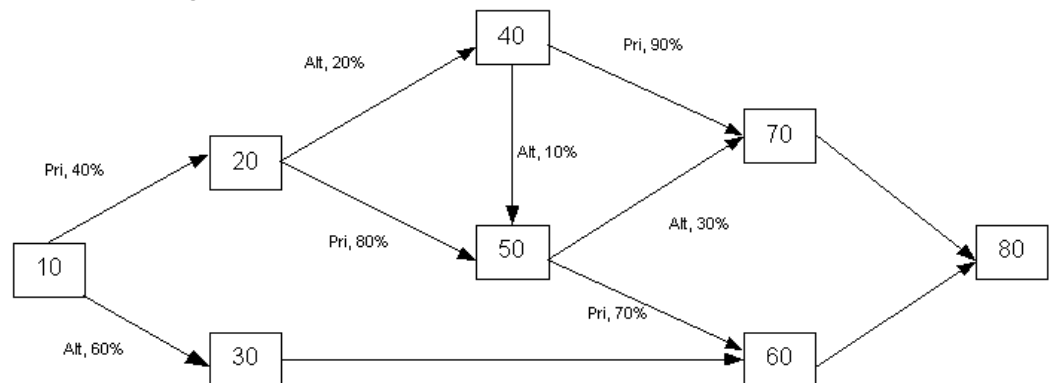 40
Pri, 90%
Alt, 20%
70
20
Alt, 10%
Pri, 40%
Alt, 30%
Pri, 80%
50
80
10
Pri, 70%
Alt, 60%
30
60